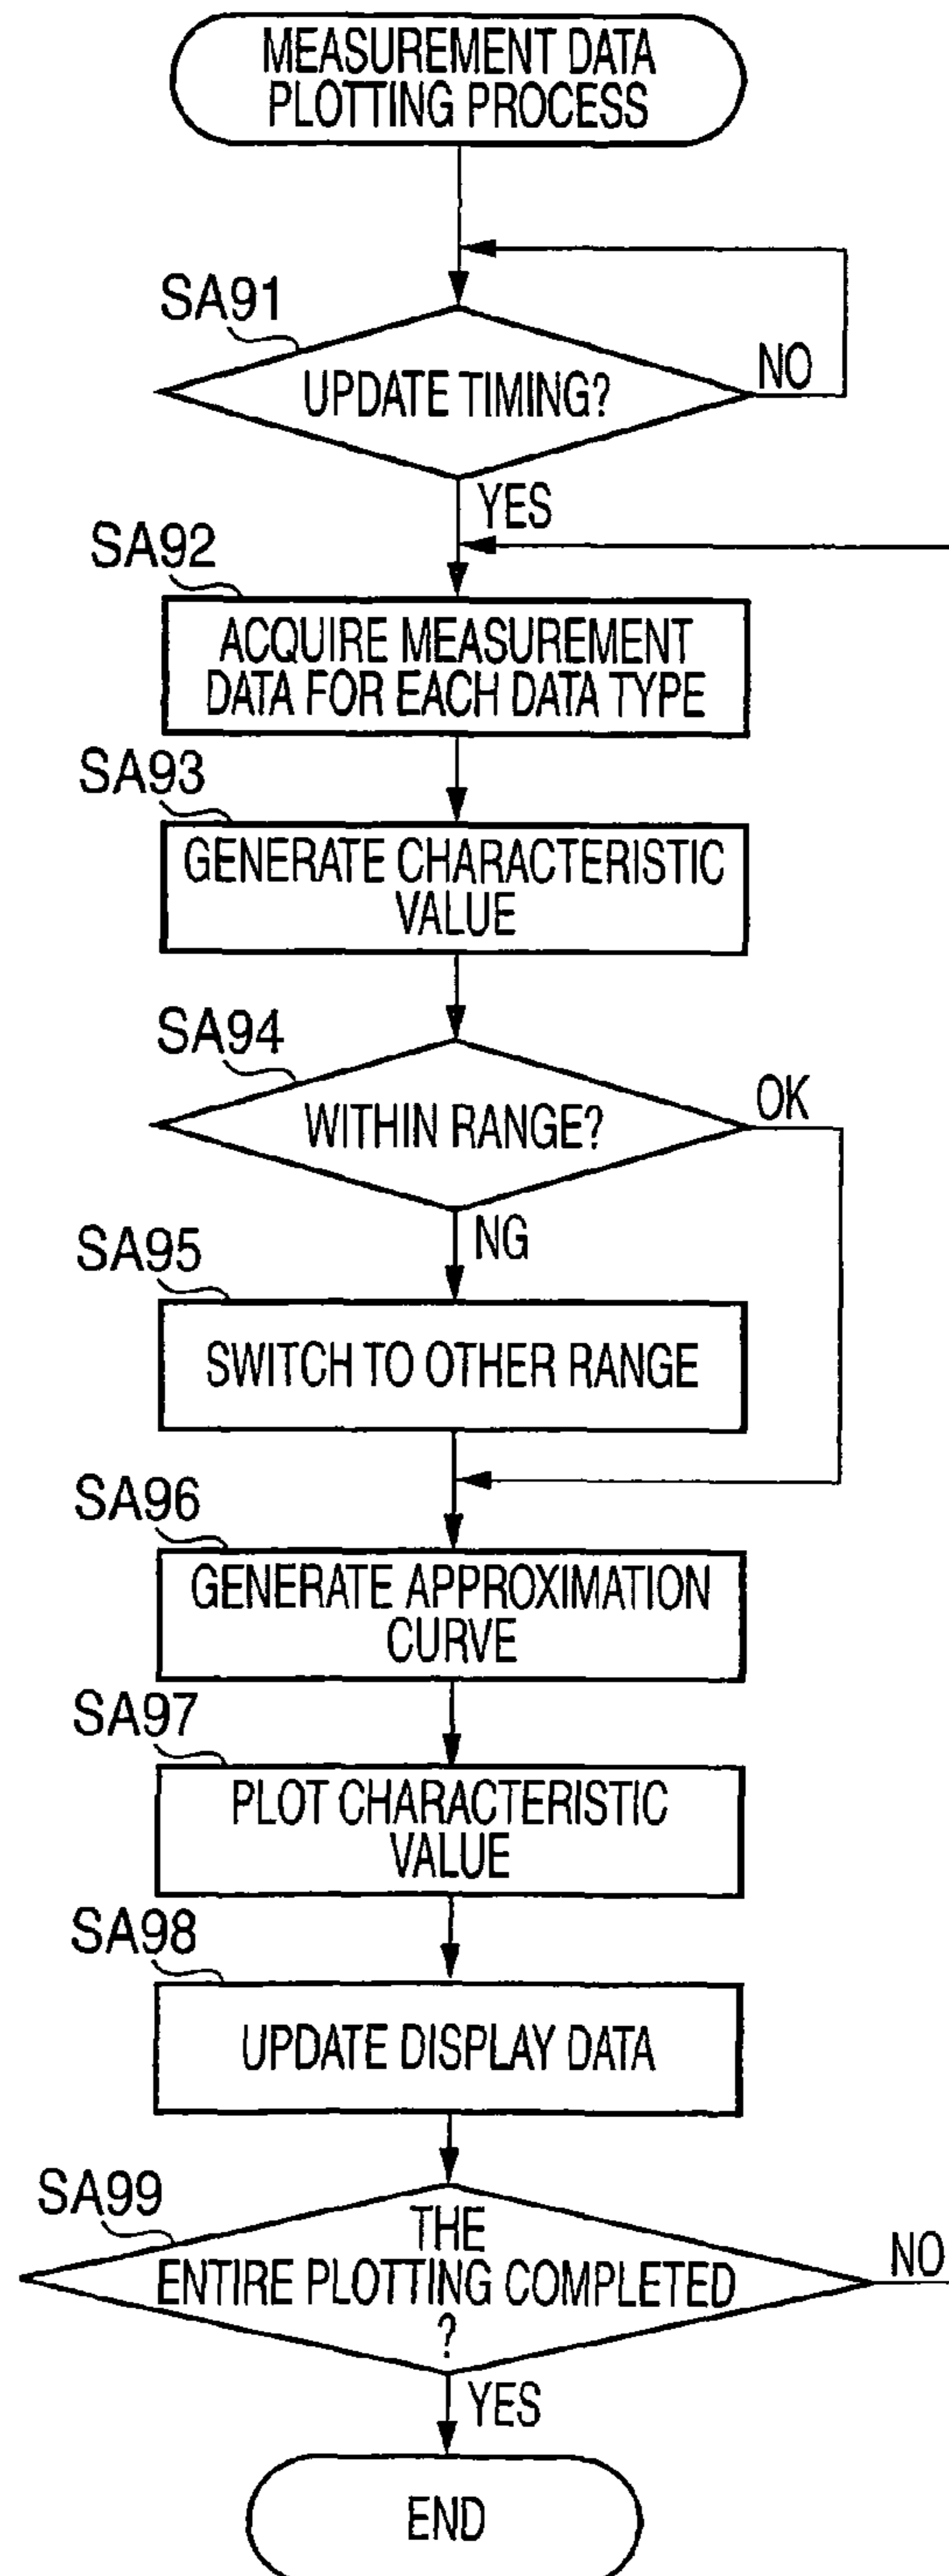 MEASUREMENT DATA
PLOTTING PROCESS
SA91
UPDATE TIMING?
NO
YES
SA92
ACQUIRE MEASUREMENT
DATA FOR EACH DATA TYPE
SA93
GENERATE CHARACTERISTIC
VALUE
SA94
WITHIN RANGE?
OK
NG
SA95
SWITCH TO OTHER RANGE
SA96
GENERATE APPROXIMATION
CURVE
SA97
PLOT CHARACTERISTIC
VALUE
SA98
UPDATE DISPLAY DATA
SA99
THE
ENTIRE PLOTTING COMPLETED
?
NO
YES
END